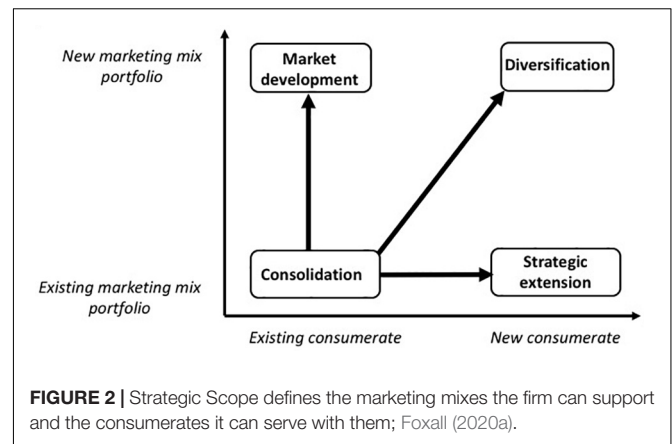 New marketing mix
portfolio
Market
development
Diversification
Existing marketing mix
portfolio
Consolidation
Strategic
extension
Existing consumerate
New consumerate
FIGURE 2 | Strategic Scope defines the marketing mixes the firm can support
and the consumerates it can serve with them; Foxall (2020a).